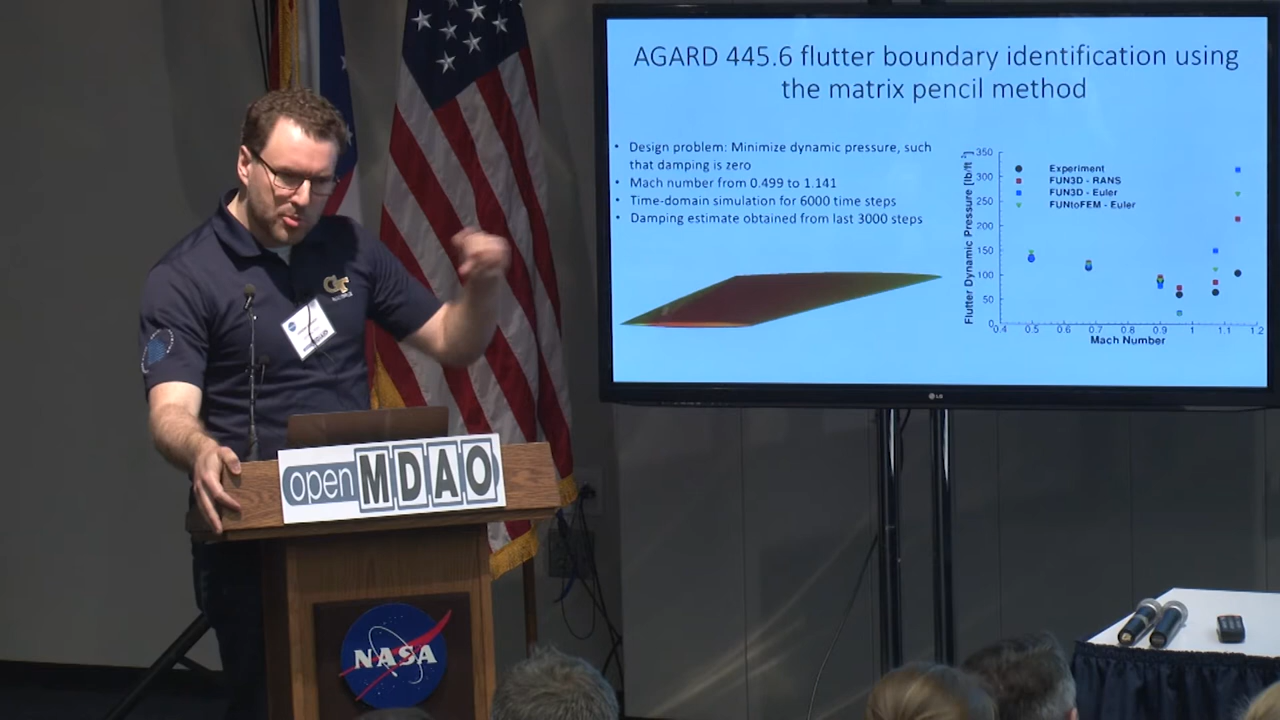 AGARD 445.6 flutter boundary identification using
the matrix pencil method
• Design problem: Minimize dynamic pressure, such
that damping is zero
• Mach number from 0.499 to 1.141
• Time-domain simulation for 6000 time steps
• Damping estimate obtained from last 3000 steps
Flutter Dynamic Pressure [lb/ft²]
350
300
250
200
150
100
50
0
Experiment
FUN3D - RANS
FUN3D - Euler
FUNtoFEM - Euler
0.4 0.5 0.6 0.7 0.8 0.9 1 1.1 1.2
Mach Number
LG
GT
openMDAO
NASA